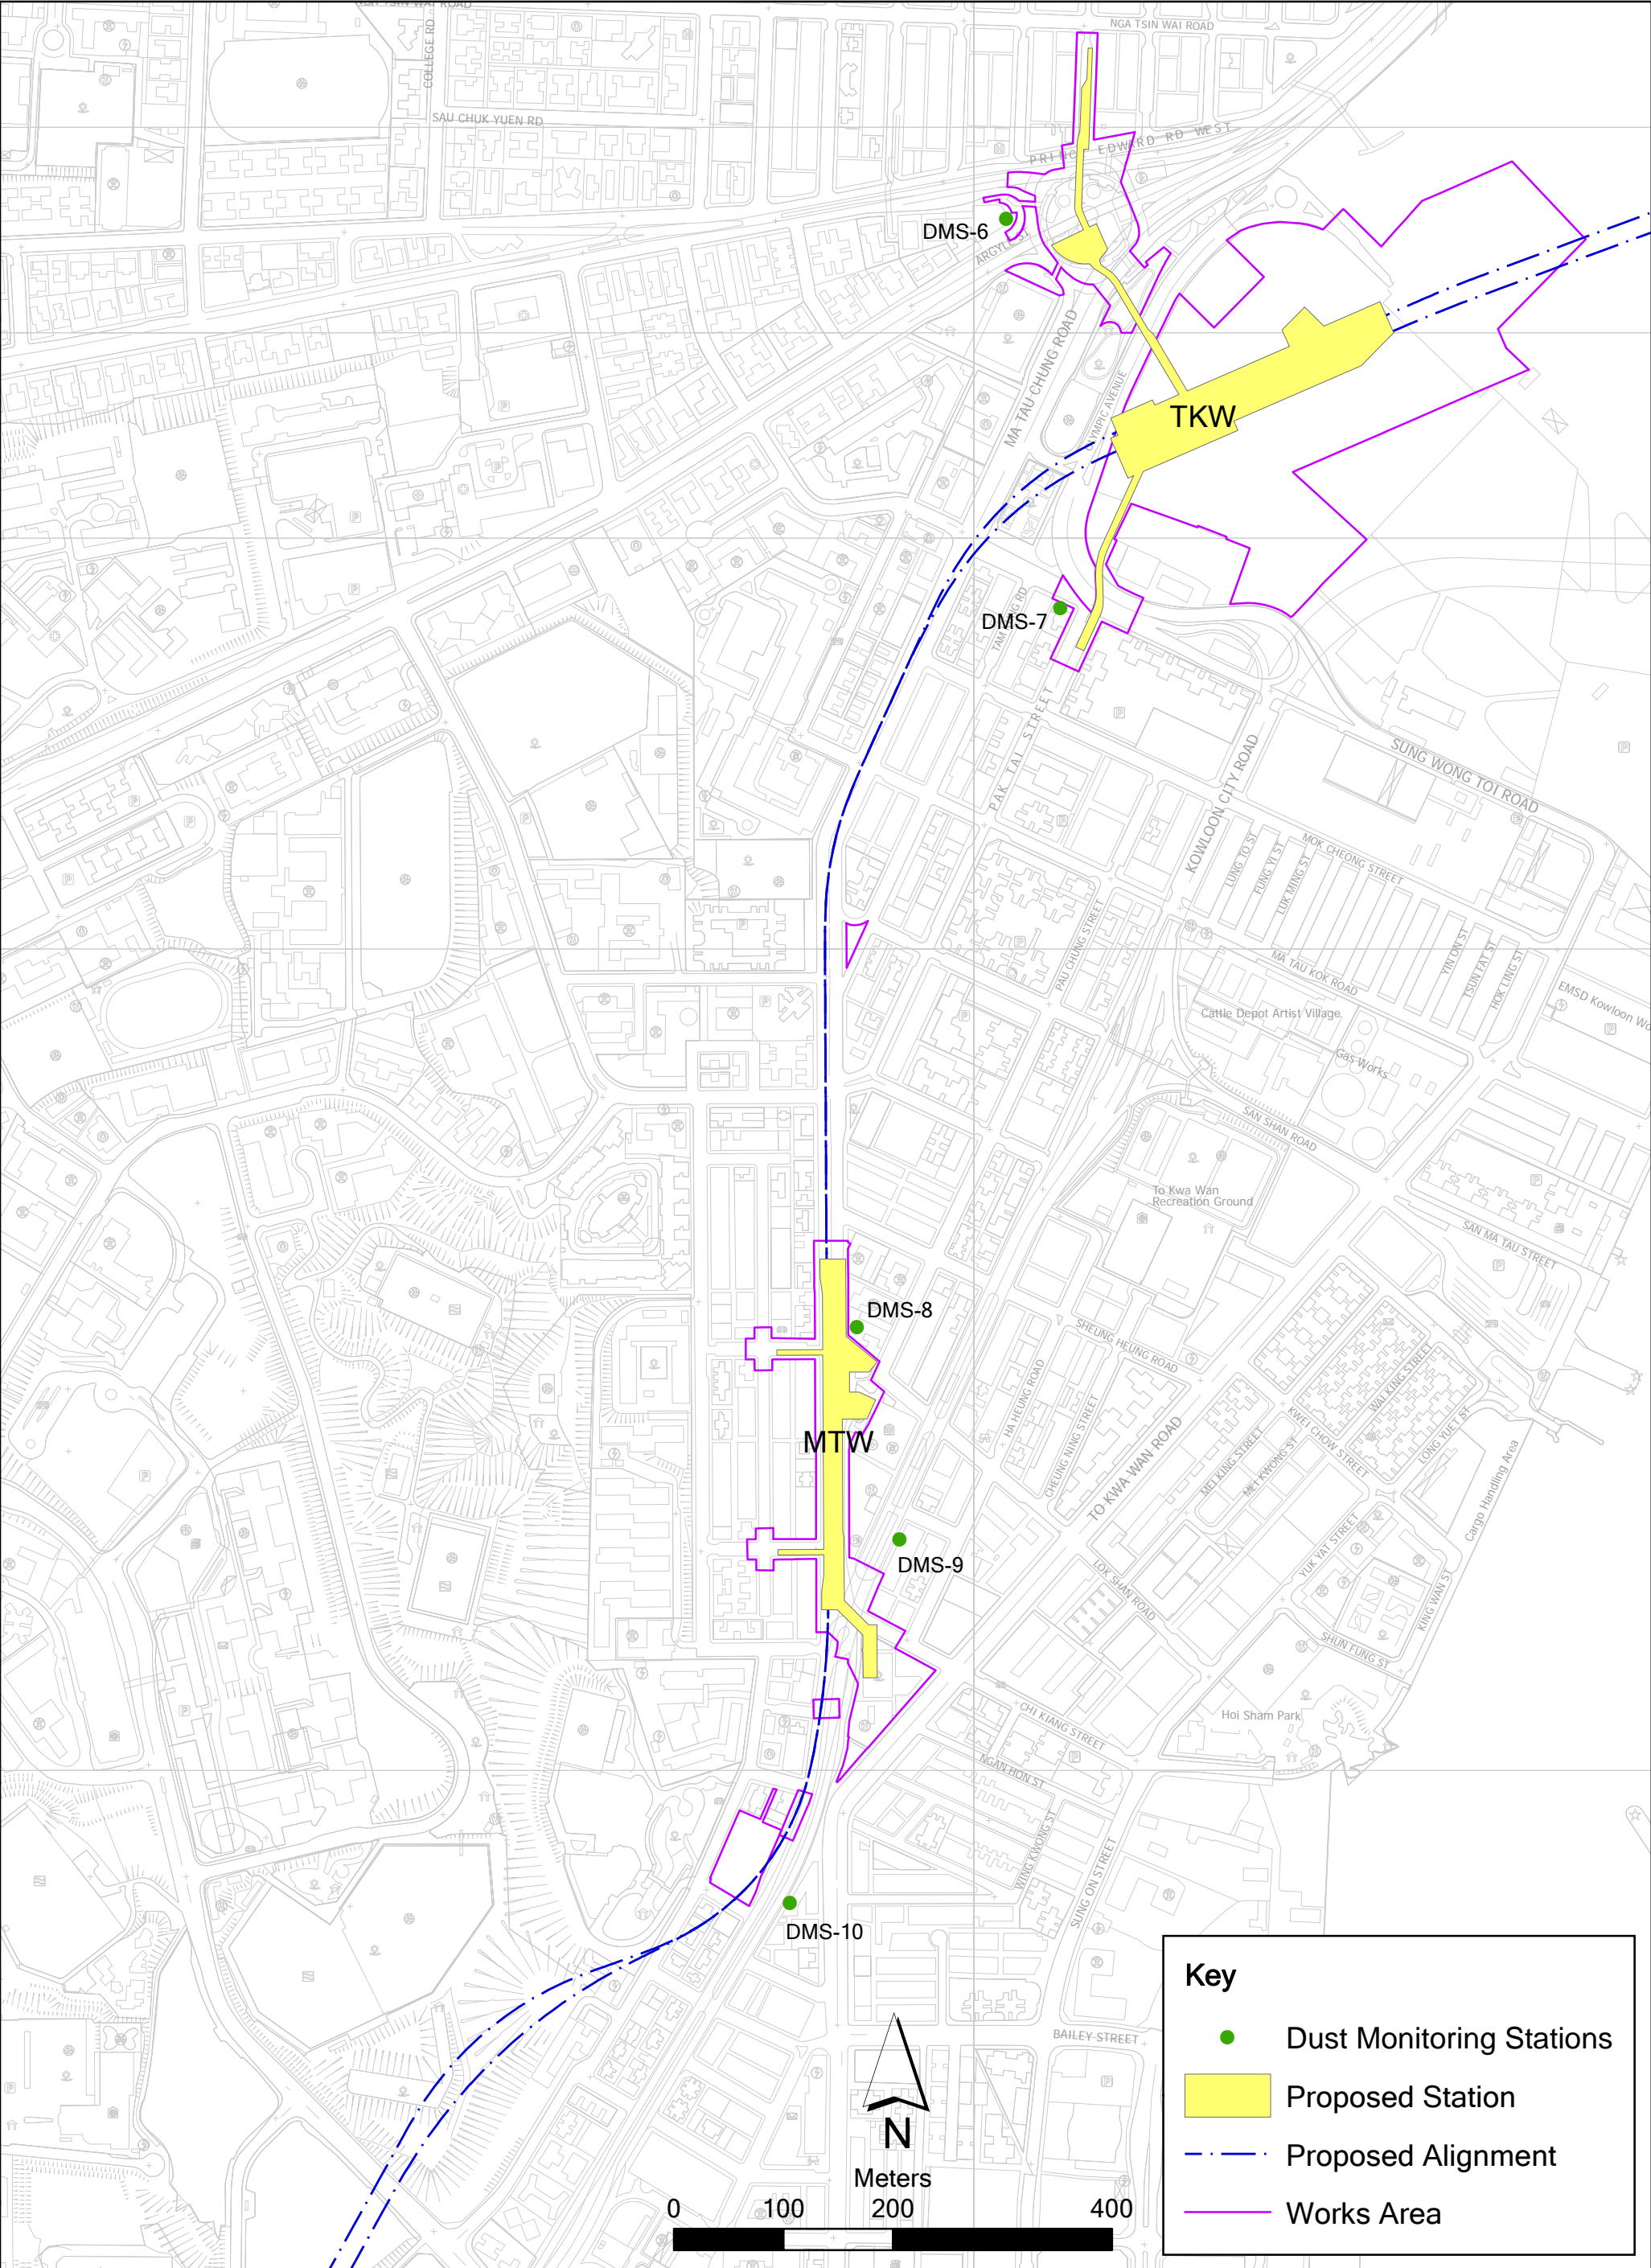 NGA TSIN WAI ROAD
NGA TSIN WAI ROAD
COLLEGE RD
SAU CHUK YUEN RD
PRINCE EDWARD RD WEST
DMS-6
ARGYLE ST
MA TAU CHUNG ROAD
OLYMPIC AVENUE
TKW
DMS-7
PAK TAI STREET
SUNG WONG TOI ROAD
KOWLOON CITY ROAD
LUNG TO ST
FUNG YI ST
LUK MING ST
MOK CHEONG STREET
PAU CHUNG STREET
MA TAU KOK ROAD
YIN ON ST
TSUN FAT ST
HOK LING ST
EMSD Kowloon Wo
Cattle Depot Artist Village
Gas Works
SAN SHAN ROAD
To Kwa Wan
Recreation Ground
SAN MA TAU STREET
DMS-8
SHEUNG HEUNG ROAD
HA HEUNG ROAD
CHEUNG NING STREET
TO KWA WAN ROAD
WALKING STREET
KWEI CHOW STREET
LONG YUET ST
MEI KING STREET
MEI KWONG ST
Cargo Handling Area
MTW
DMS-9
LOK SHAN ROAD
YUK YAT STREET
KING WAN ST
SHUN FUNG ST
Hoi Sham Park
CHI KIANG STREET
NGAN HON ST
WING KWONG ST
SUNG ON STREET
DMS-10
BAILEY STREET
N
Meters
0 100 200 400
Key
Dust Monitoring Stations
Proposed Station
Proposed Alignment
Works Area